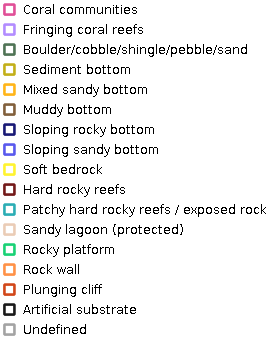 Coral communities
Fringing coral reefs
Boulder/cobble/shingle/pebble/sand
Sediment bottom
Mixed sandy bottom
Muddy bottom
Sloping rocky bottom
Sloping sandy bottom
Soft bedrock
Hard rocky reefs
Patchy hard rocky reefs / exposed rock
Sandy lagoon (protected)
Rocky platform
Rock wall
Plunging cliff
Artificial substrate
Undefined